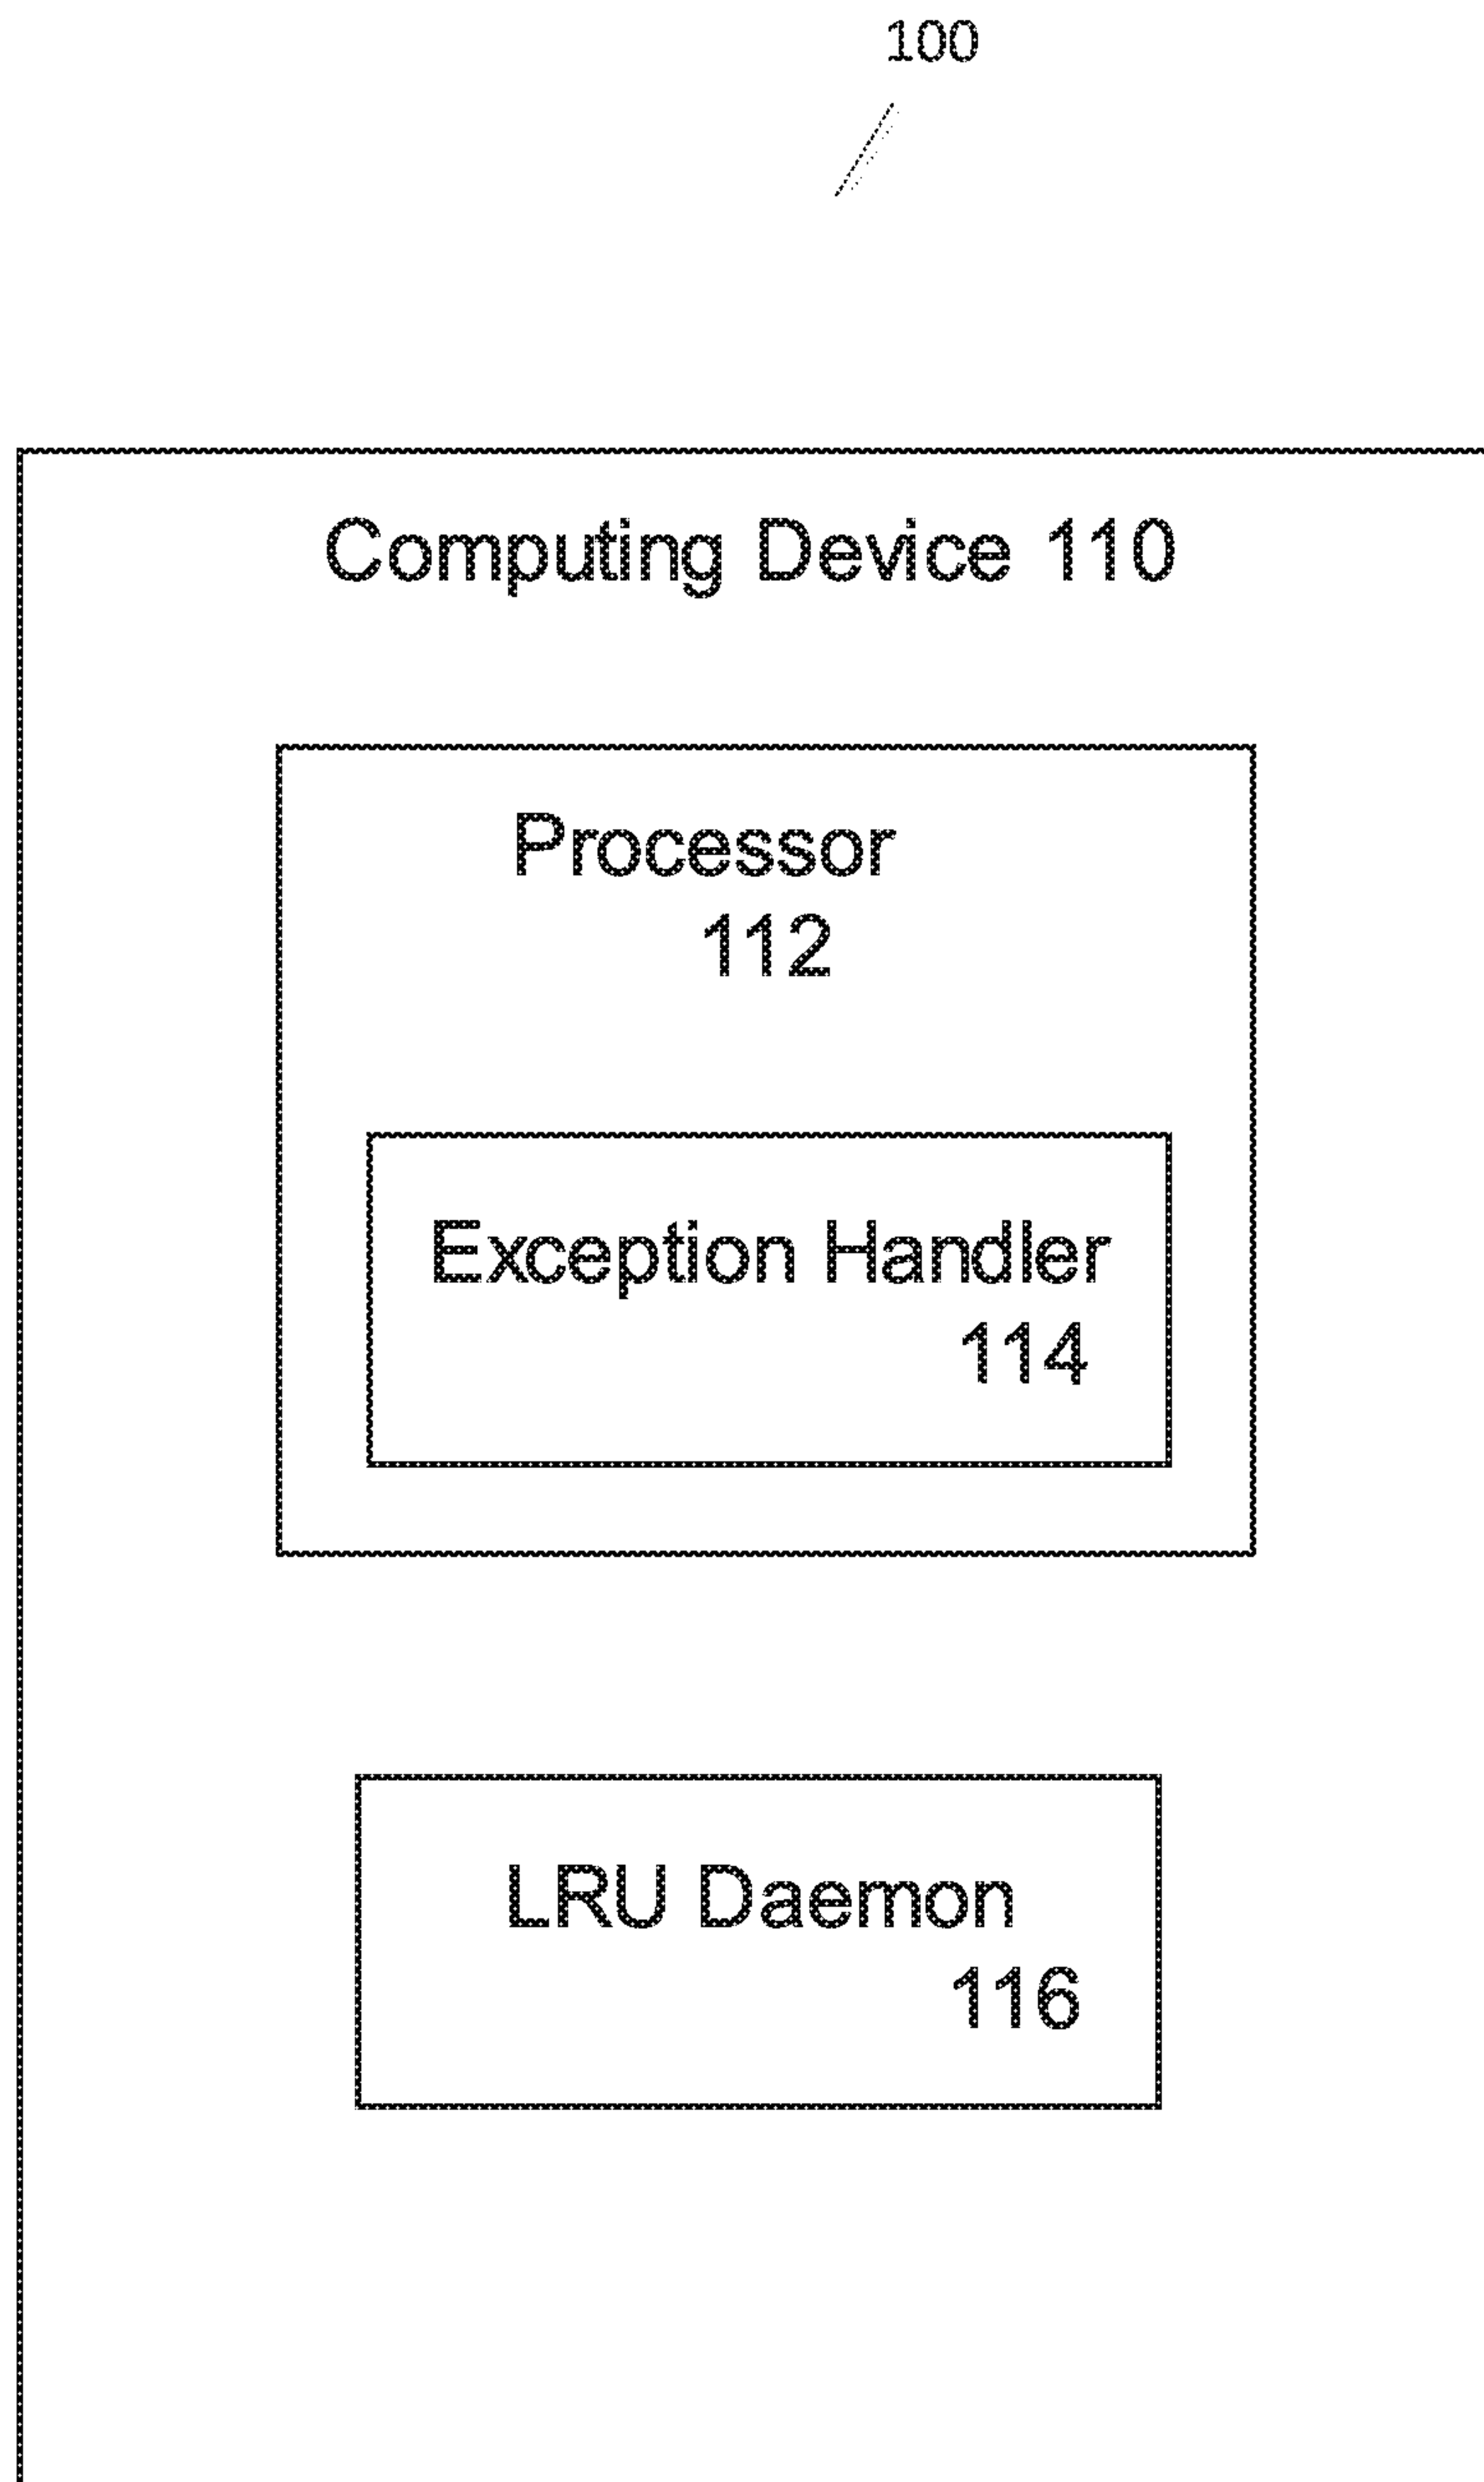 100
Computing Device 110
Processor
112
Exception Handler
114
LRU Daemon
116